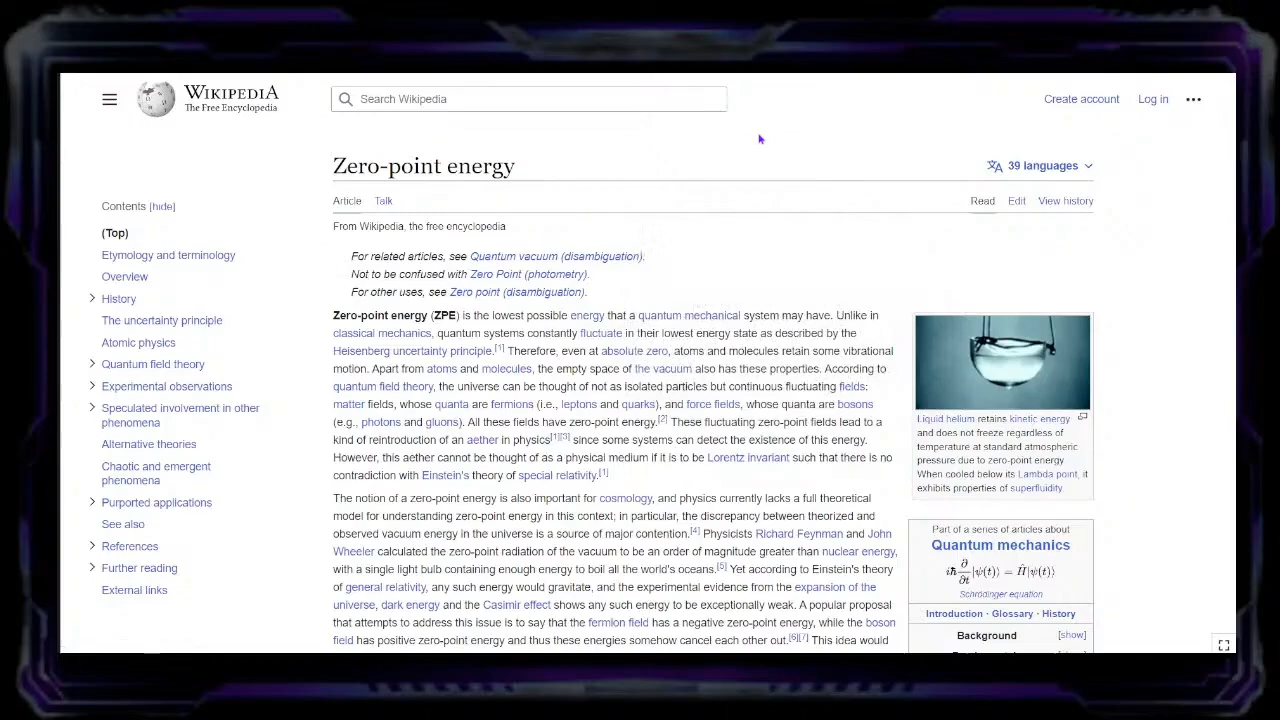 WIKIPEDIA
The Free Encyclopedia
Search Wikipedia
Create account
Log in
Zero-point energy
39 languages
Article
Talk
Read
Edit
View history
From Wikipedia, the free encyclopedia
Contents [hide]
(Top)
Etymology and terminology
Overview
History
The uncertainty principle
Atomic physics
Quantum field theory
Experimental observations
Speculated involvement in other
phenomena
Alternative theories
Chaotic and emergent
phenomena
Purported applications
See also
References
Further reading
External links
For related articles, see Quantum vacuum (disambiguation).
Not to be confused with Zero Point (photometry).
For other uses, see Zero point (disambiguation).
Zero-point energy (ZPE) is the lowest possible energy that a quantum mechanical system may have. Unlike in
classical mechanics, quantum systems constantly fluctuate in their lowest energy state as described by the
Heisenberg uncertainty principle.[1] Therefore, even at absolute zero, atoms and molecules retain some vibrational
motion. Apart from atoms and molecules, the empty space of the vacuum also has these properties. According to
quantum field theory, the universe can be thought of not as isolated particles but continuous fluctuating fields:
matter fields, whose quanta are fermions (i.e., leptons and quarks), and force fields, whose quanta are bosons
(e.g., photons and gluons). All these fields have zero-point energy.[2] These fluctuating zero-point fields lead to a
kind of reintroduction of an aether in physics[1][3] since some systems can detect the existence of this energy.
However, this aether cannot be thought of as a physical medium if it is to be Lorentz invariant such that there is no
contradiction with Einstein's theory of special relativity.[1]
The notion of a zero-point energy is also important for cosmology, and physics currently lacks a full theoretical
model for understanding zero-point energy in this context; in particular, the discrepancy between theorized and
observed vacuum energy in the universe is a source of major contention.[4] Physicists Richard Feynman and John
Wheeler calculated the zero-point radiation of the vacuum to be an order of magnitude greater than nuclear energy,
with a single light bulb containing enough energy to boil all the world's oceans.[5] Yet according to Einstein's theory
of general relativity, any such energy would gravitate, and the experimental evidence from the expansion of the
universe, dark energy and the Casimir effect shows any such energy to be exceptionally weak. A popular proposal
that attempts to address this issue is to say that the fermion field has a negative zero-point energy, while the boson
field has positive zero-point energy and thus these energies somehow cancel each other out.[6][7] This idea would
Liquid helium retains kinetic energy
and does not freeze regardless of
temperature at standard atmospheric
pressure due to zero-point energy
When cooled below its Lambda point, it
exhibits properties of superfluidity.
Part of a series of articles about
Quantum mechanics
iħ ∂/∂t |ψ(t)⟩ = Ĥ|ψ(t)⟩
Schrödinger equation
Introduction · Glossary · History
Background [show]